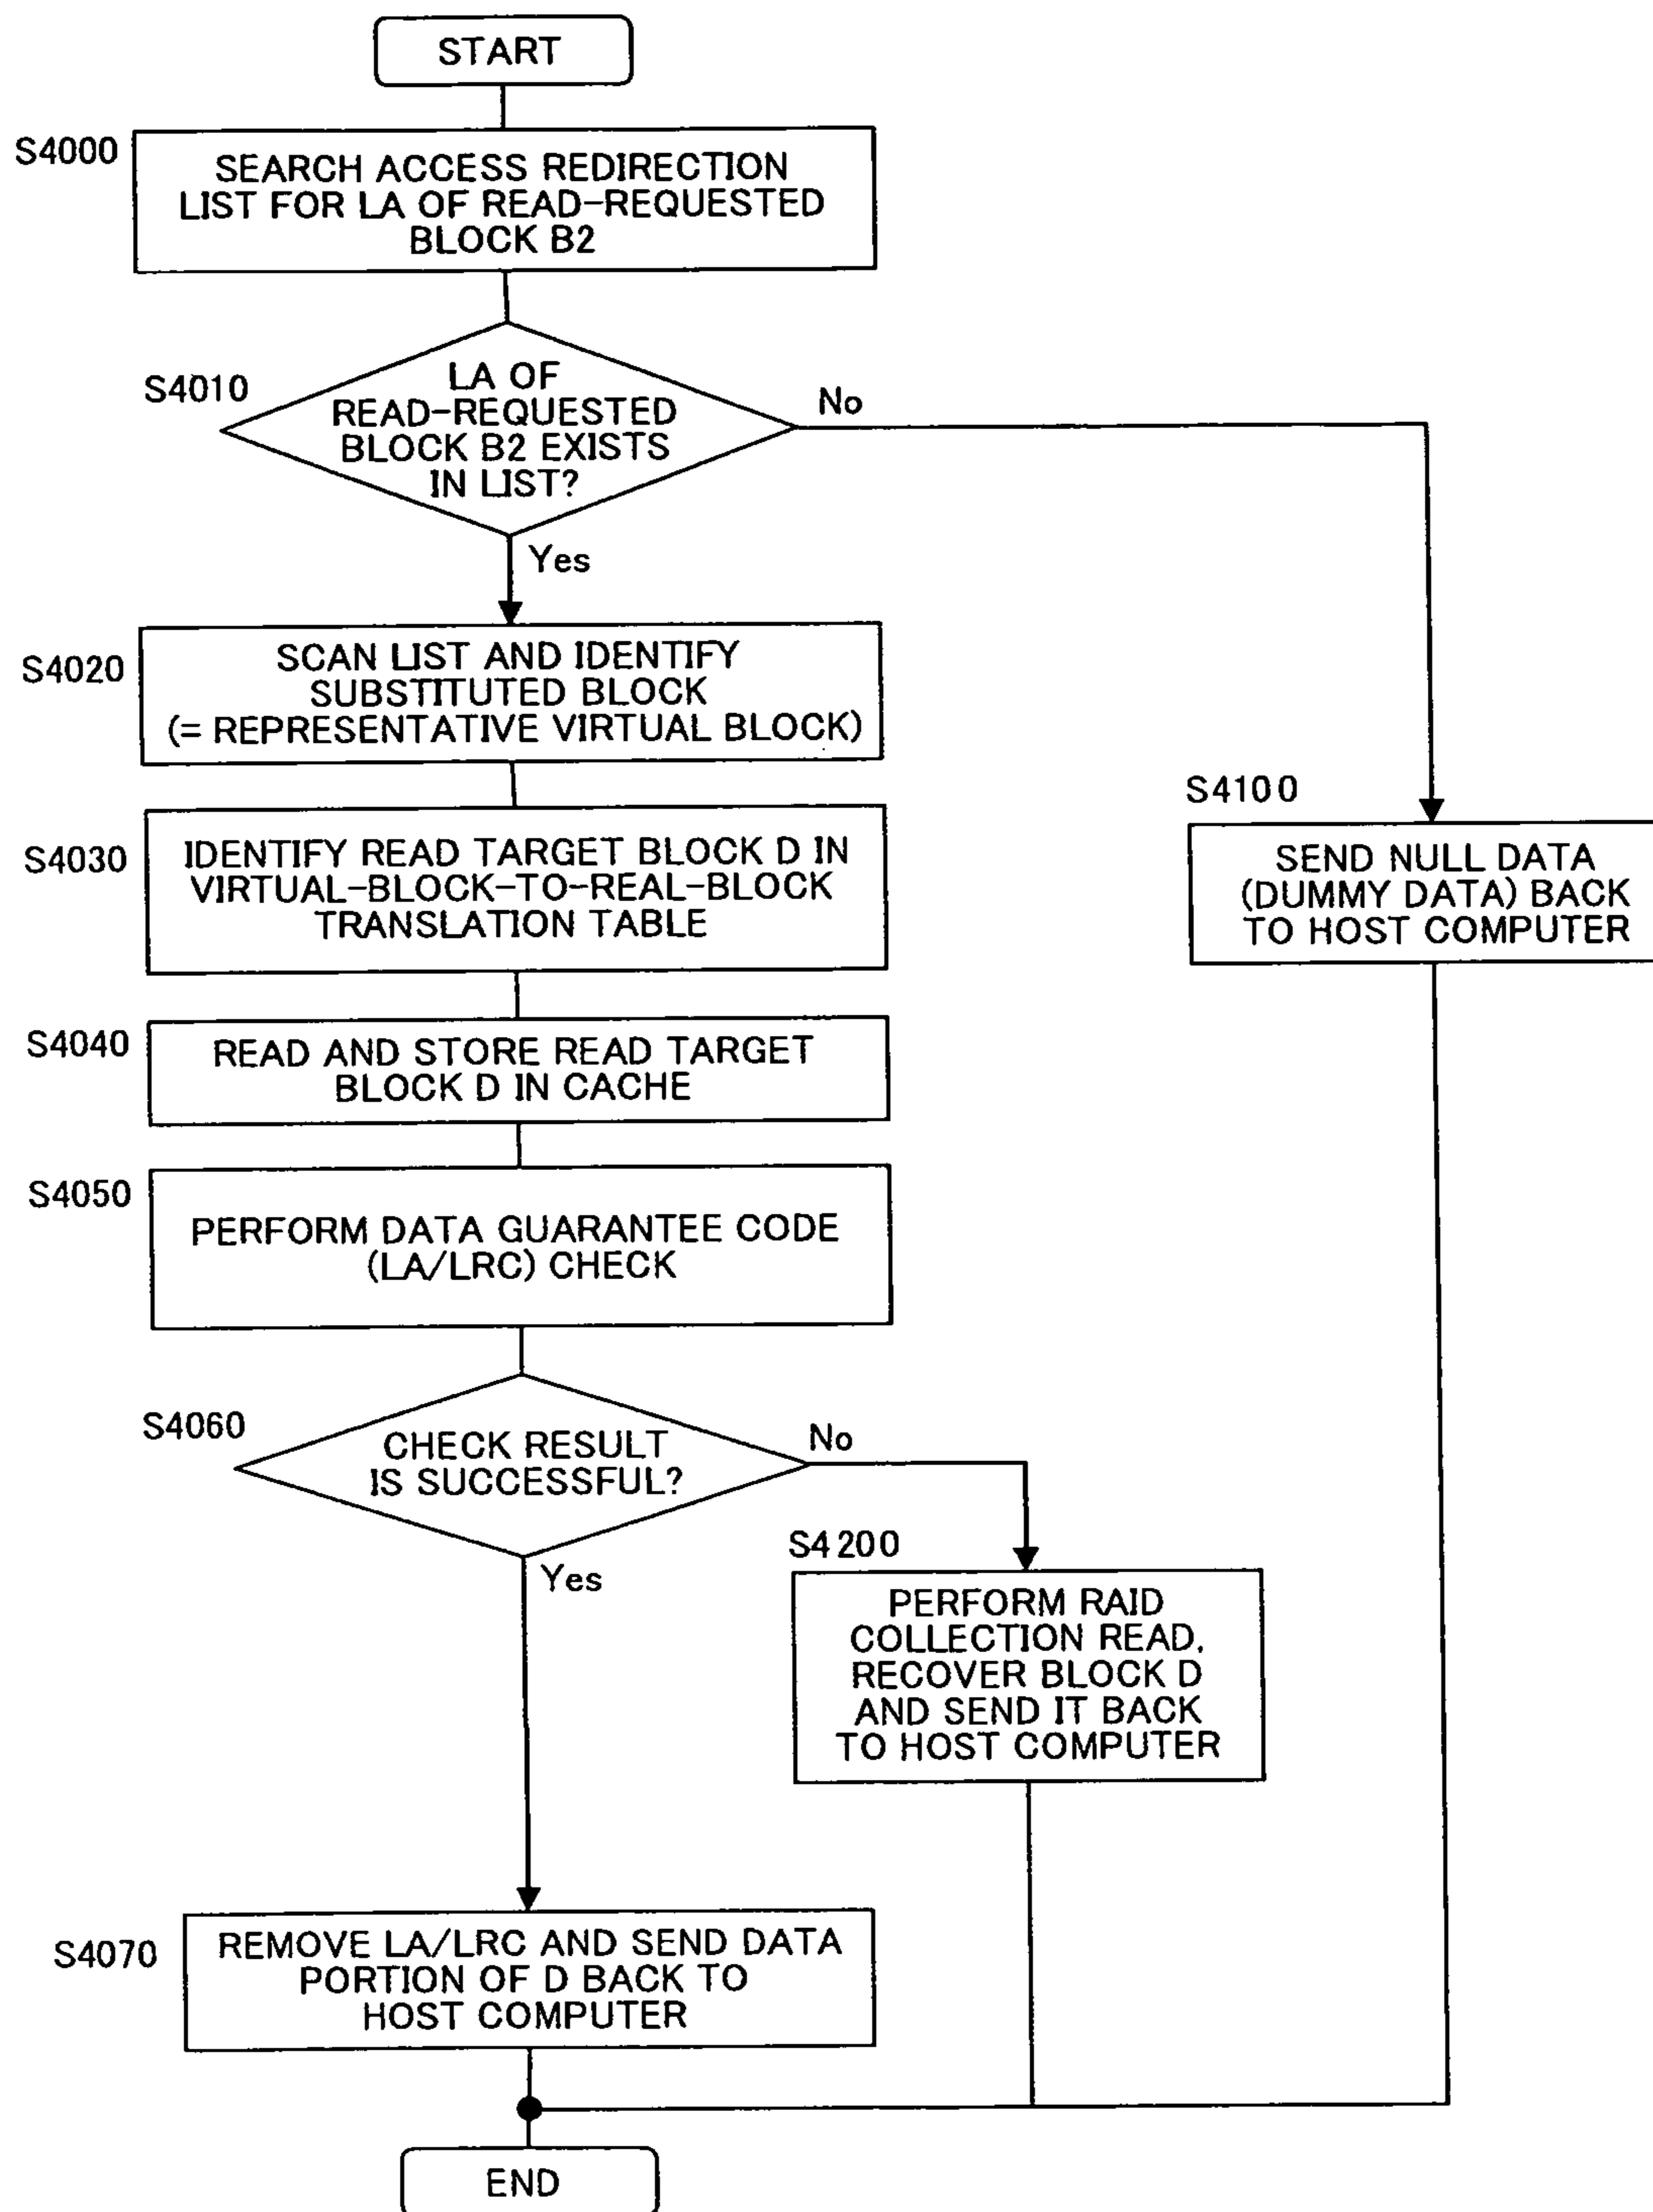 START
S4000
SEARCH ACCESS REDIRECTION
LIST FOR LA OF READ-REQUESTED
BLOCK B2
S4010
LA OF
READ-REQUESTED
BLOCK B2 EXISTS
IN LIST?
No
Yes
S4020
SCAN LIST AND IDENTIFY
SUBSTITUTED BLOCK
(= REPRESENTATIVE VIRTUAL BLOCK)
S4100
SEND NULL DATA
(DUMMY DATA) BACK
TO HOST COMPUTER
S4030
IDENTIFY READ TARGET BLOCK D IN
VIRTUAL-BLOCK-TO-REAL-BLOCK
TRANSLATION TABLE
S4040
READ AND STORE READ TARGET
BLOCK D IN CACHE
S4050
PERFORM DATA GUARANTEE CODE
(LA/LRC) CHECK
S4060
CHECK RESULT
IS SUCCESSFUL?
No
Yes
S4200
PERFORM RAID
COLLECTION READ,
RECOVER BLOCK D
AND SEND IT BACK
TO HOST COMPUTER
S4070
REMOVE LA/LRC AND SEND DATA
PORTION OF D BACK TO
HOST COMPUTER
END